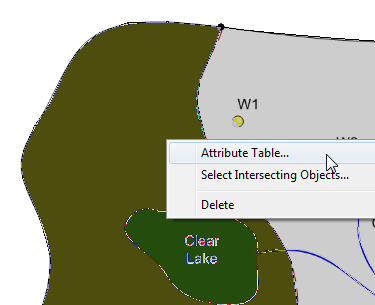 W1
Attribute Table...
Select Intersecting Objects...
Delete
Clear
Lake